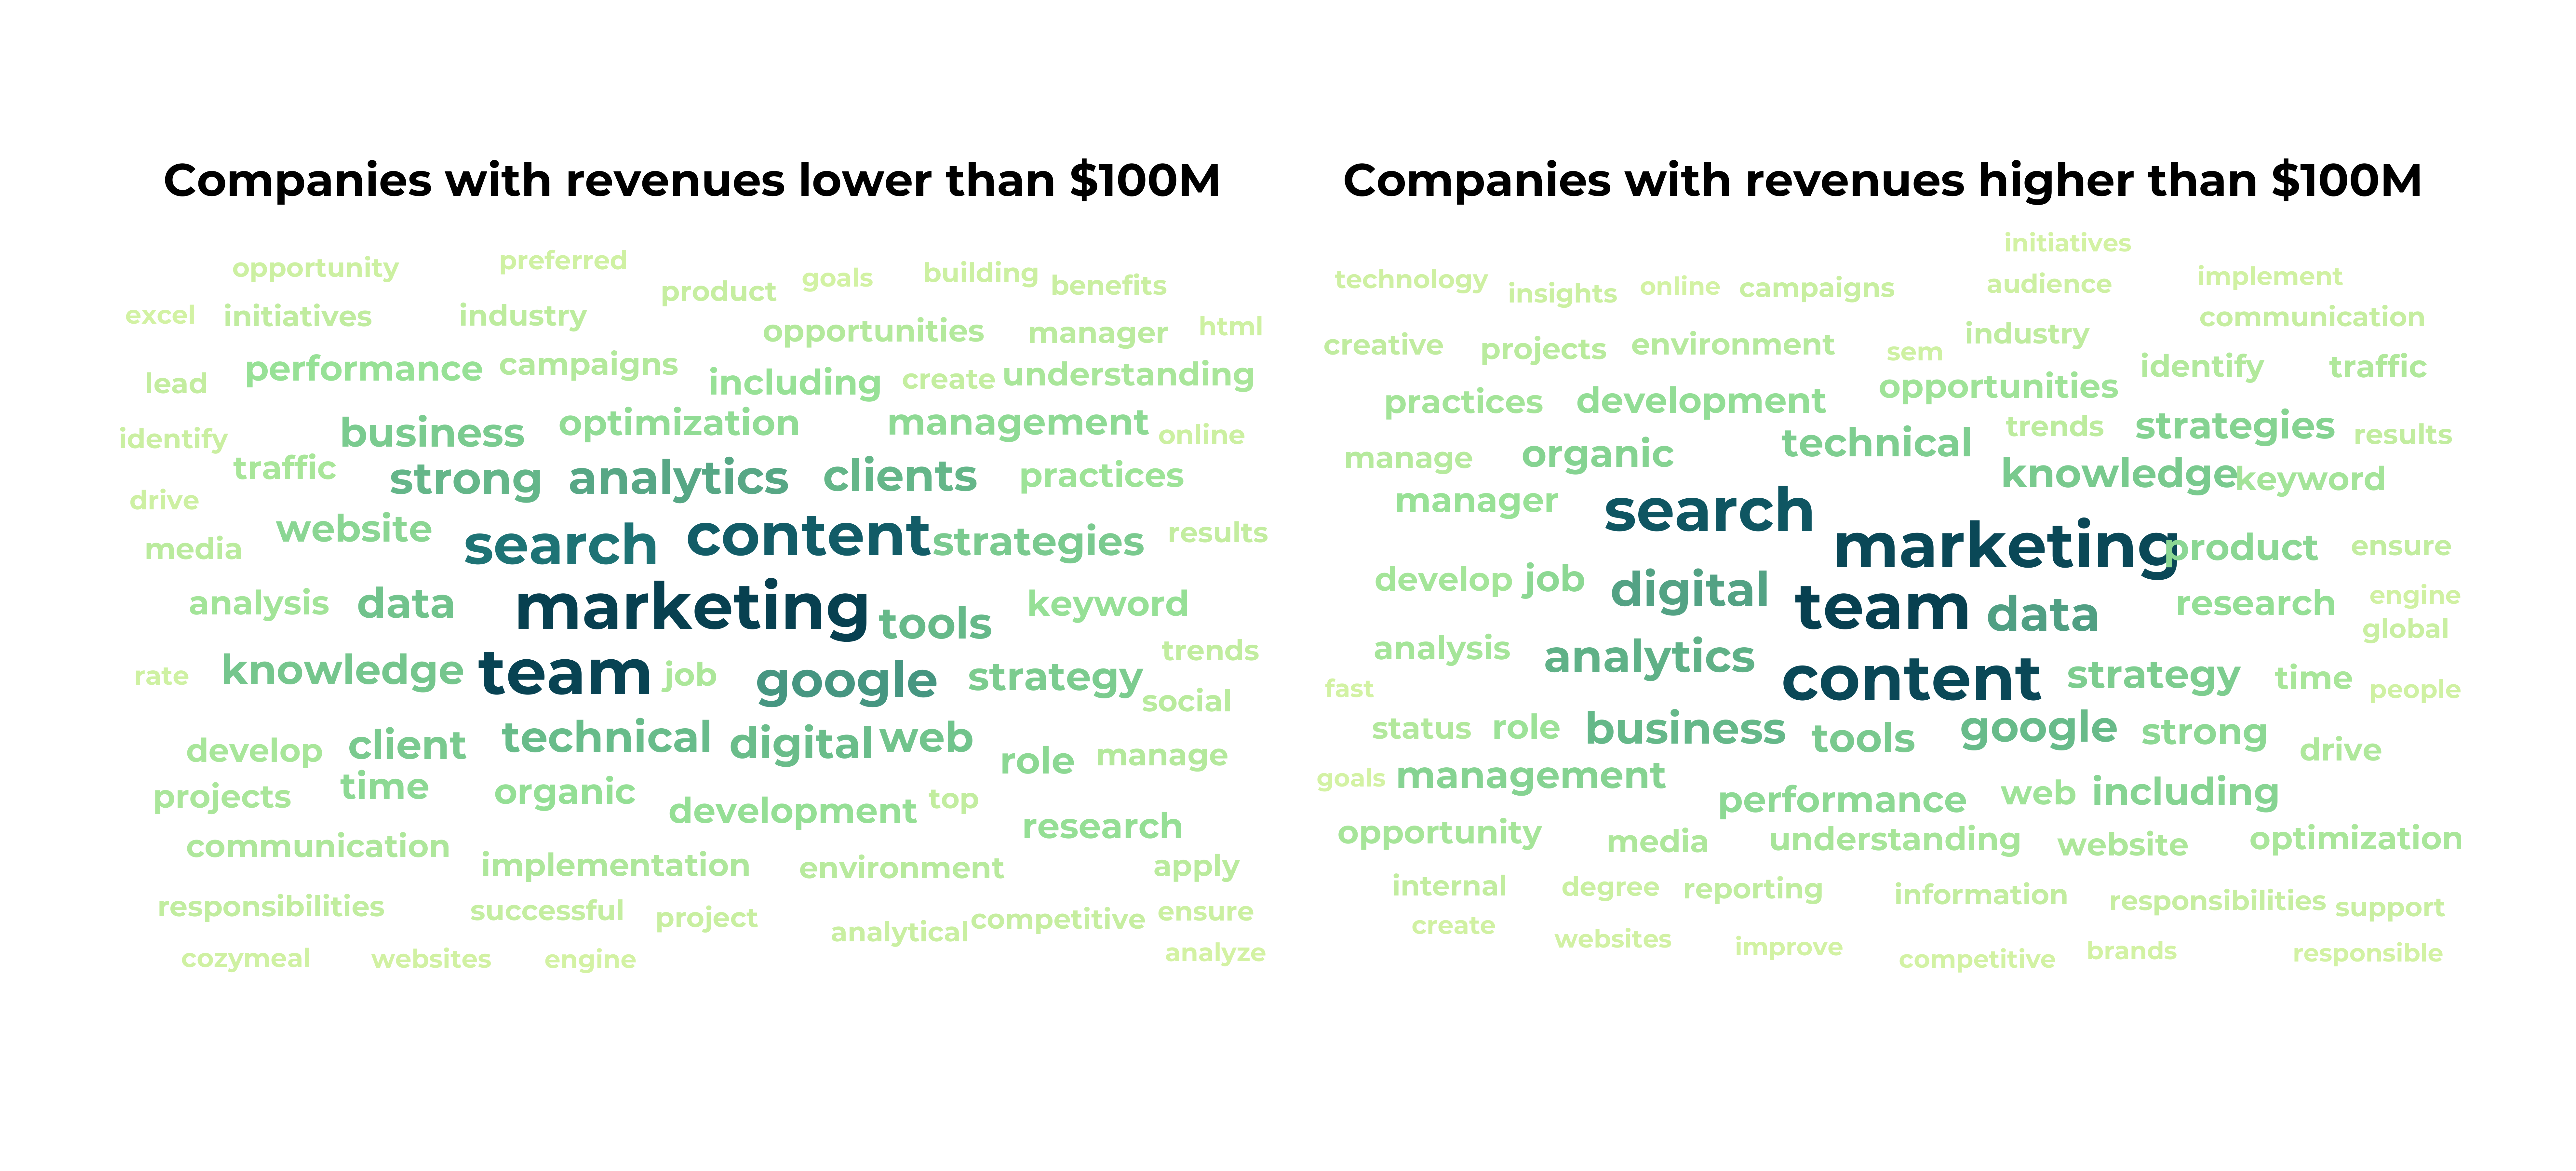 Companies with revenues lower than $100M
opportunity preferred product goals building benefits
excel initiatives industry opportunities manager html
lead performance campaigns including create understanding
identify business optimization management online
traffic strong analytics clients practices
drive website search content strategies results
media
analysis data marketing tools keyword
rate knowledge team job google strategy trends
social
develop client technical digital web role manage
projects time organic development top research
communication implementation environment apply
responsibilities successful project analytical competitive ensure
cozymeal websites engine analyze
Companies with revenues higher than $100M
initiatives
technology insights online campaigns audience implement
creative projects environment sem industry communication
practices development opportunities identify traffic
manage organic technical trends strategies results
manager search knowledge keyword
marketing product ensure
develop job digital team data research engine
global
analysis analytics content strategy time people
fast
status role business tools google strong drive
goals management performance web including
opportunity media understanding website optimization
internal degree reporting information responsibilities support
create websites improve competitive brands responsible